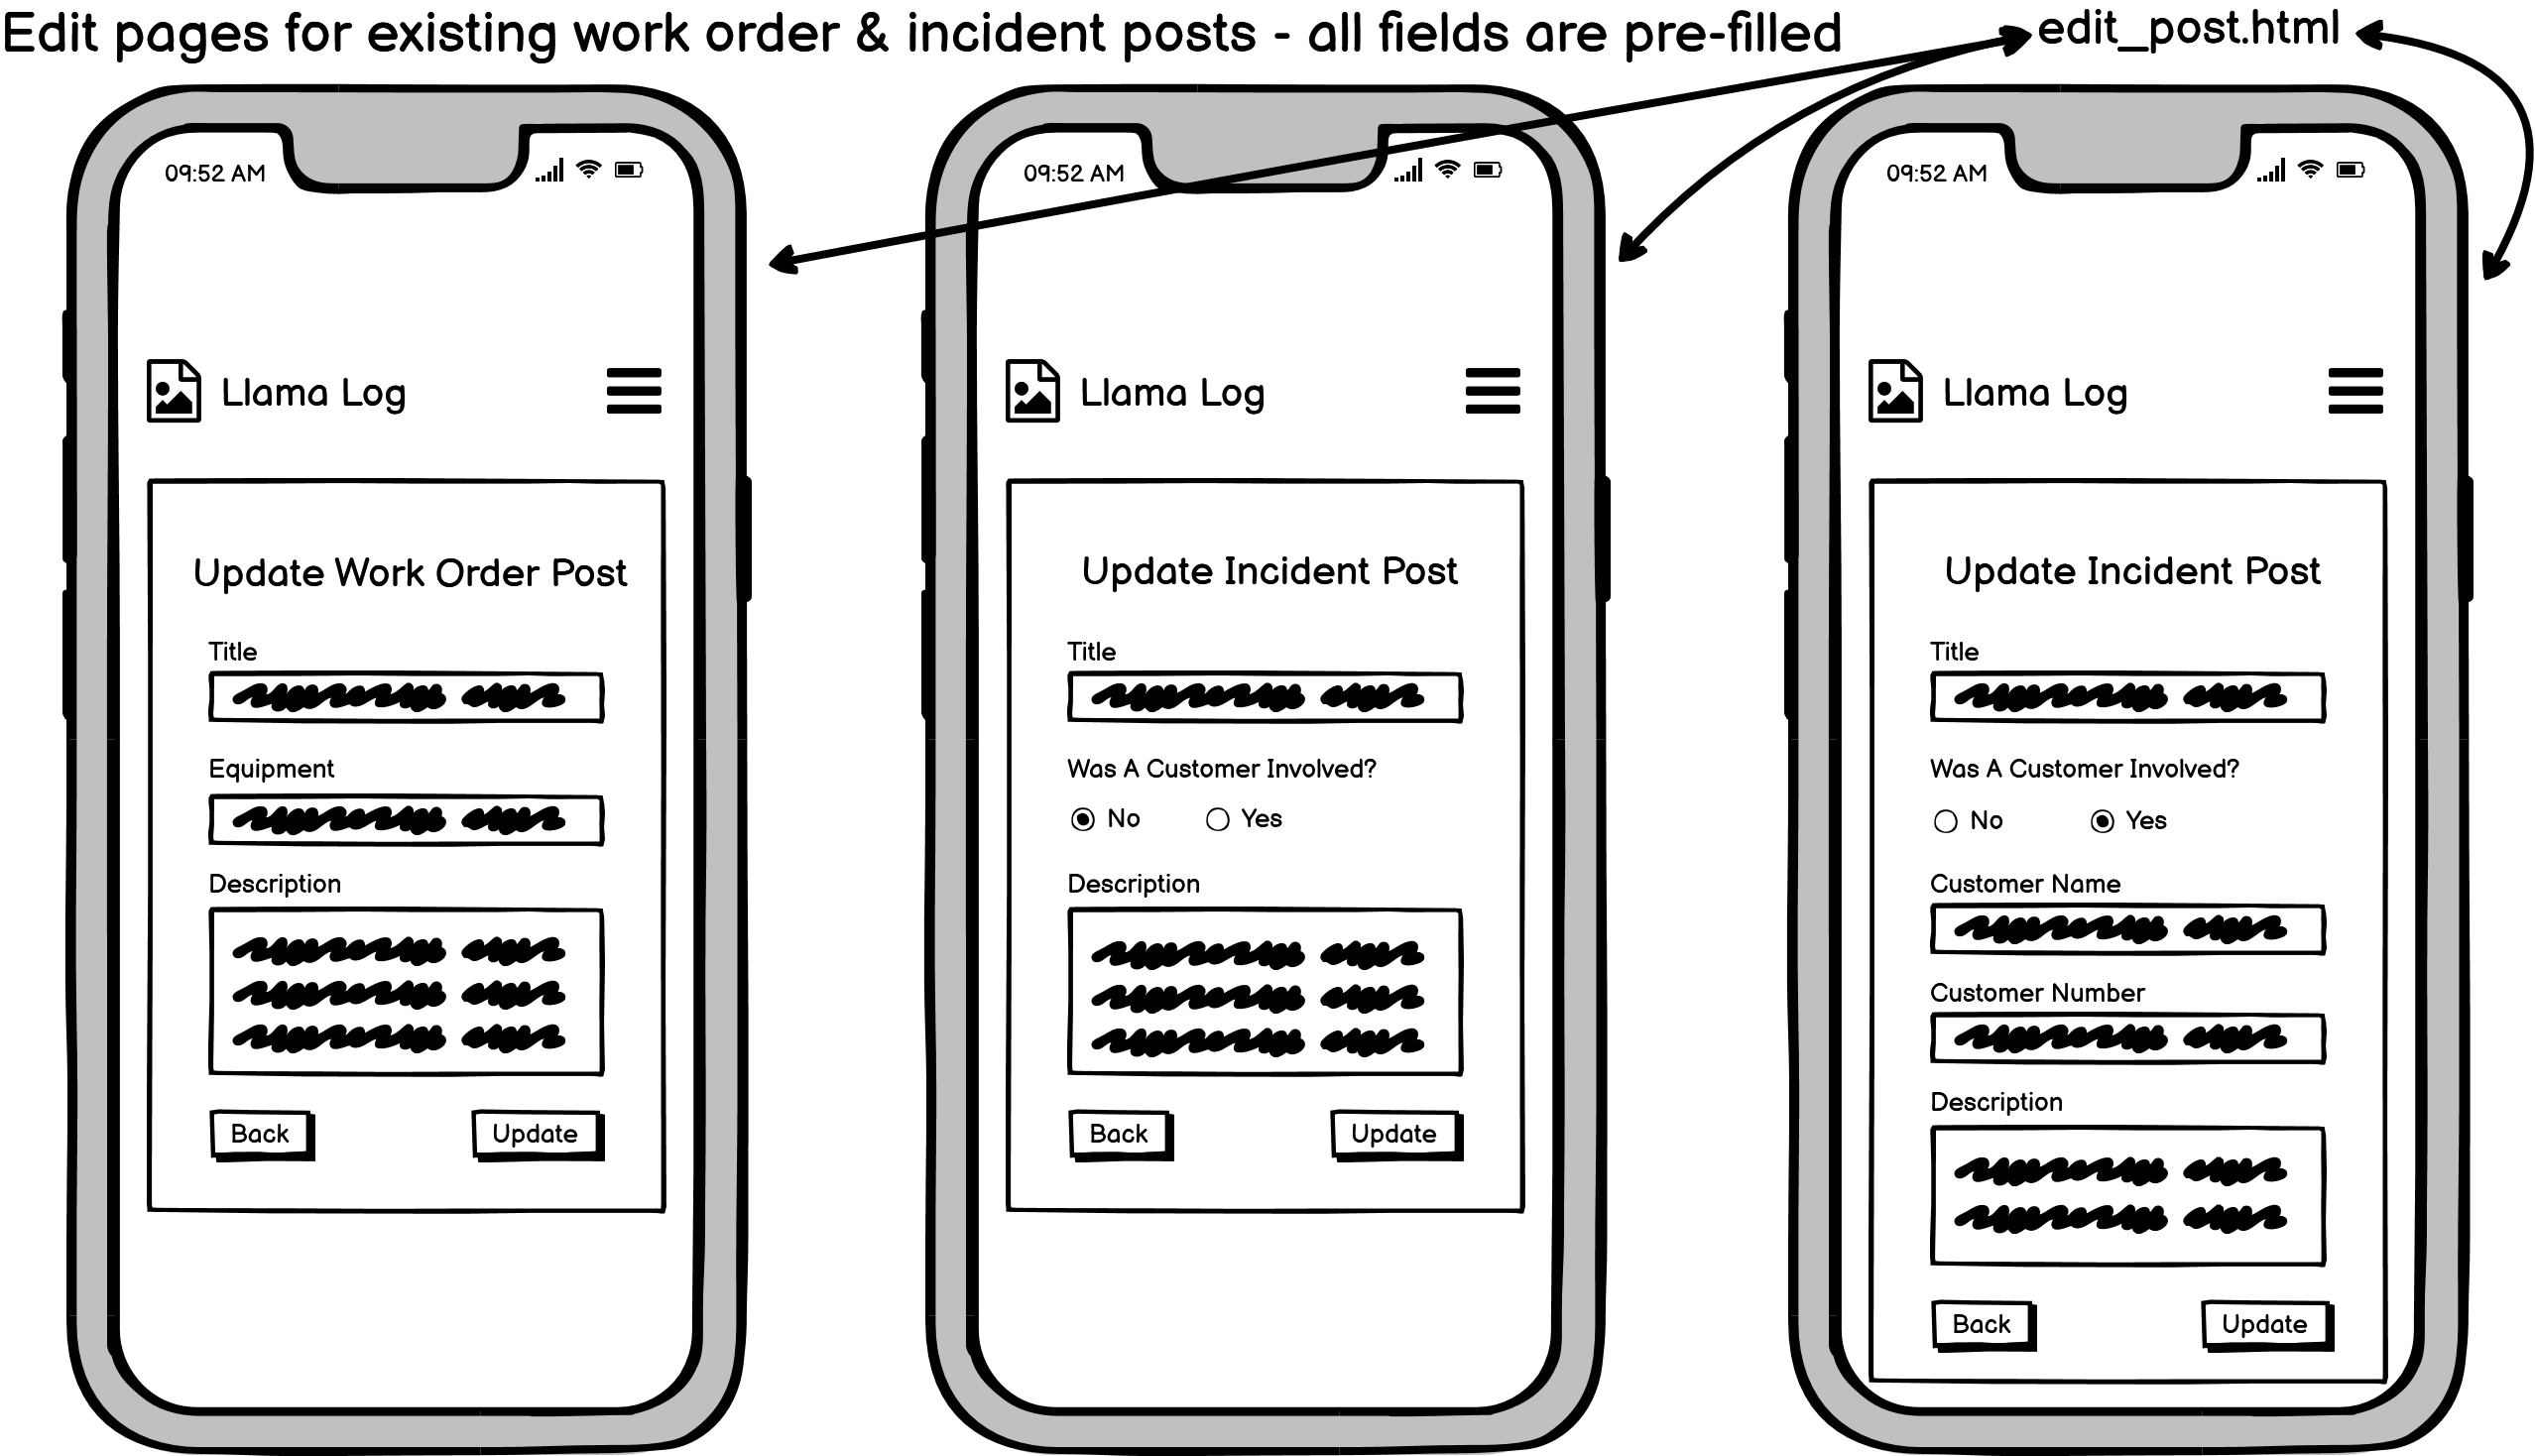 Edit pages for existing work order & incident posts - all fields are pre-filled
edit_post.html
09:52 AM
Llama Log
Update Work Order Post
Title
Equipment
Description
Back
Update
09:52 AM
Llama Log
Update Incident Post
Title
Was A Customer Involved?
No Yes
Description
Back
Update
09:52 AM
Llama Log
Update Incident Post
Title
Was A Customer Involved?
No Yes
Customer Name
Customer Number
Description
Back
Update